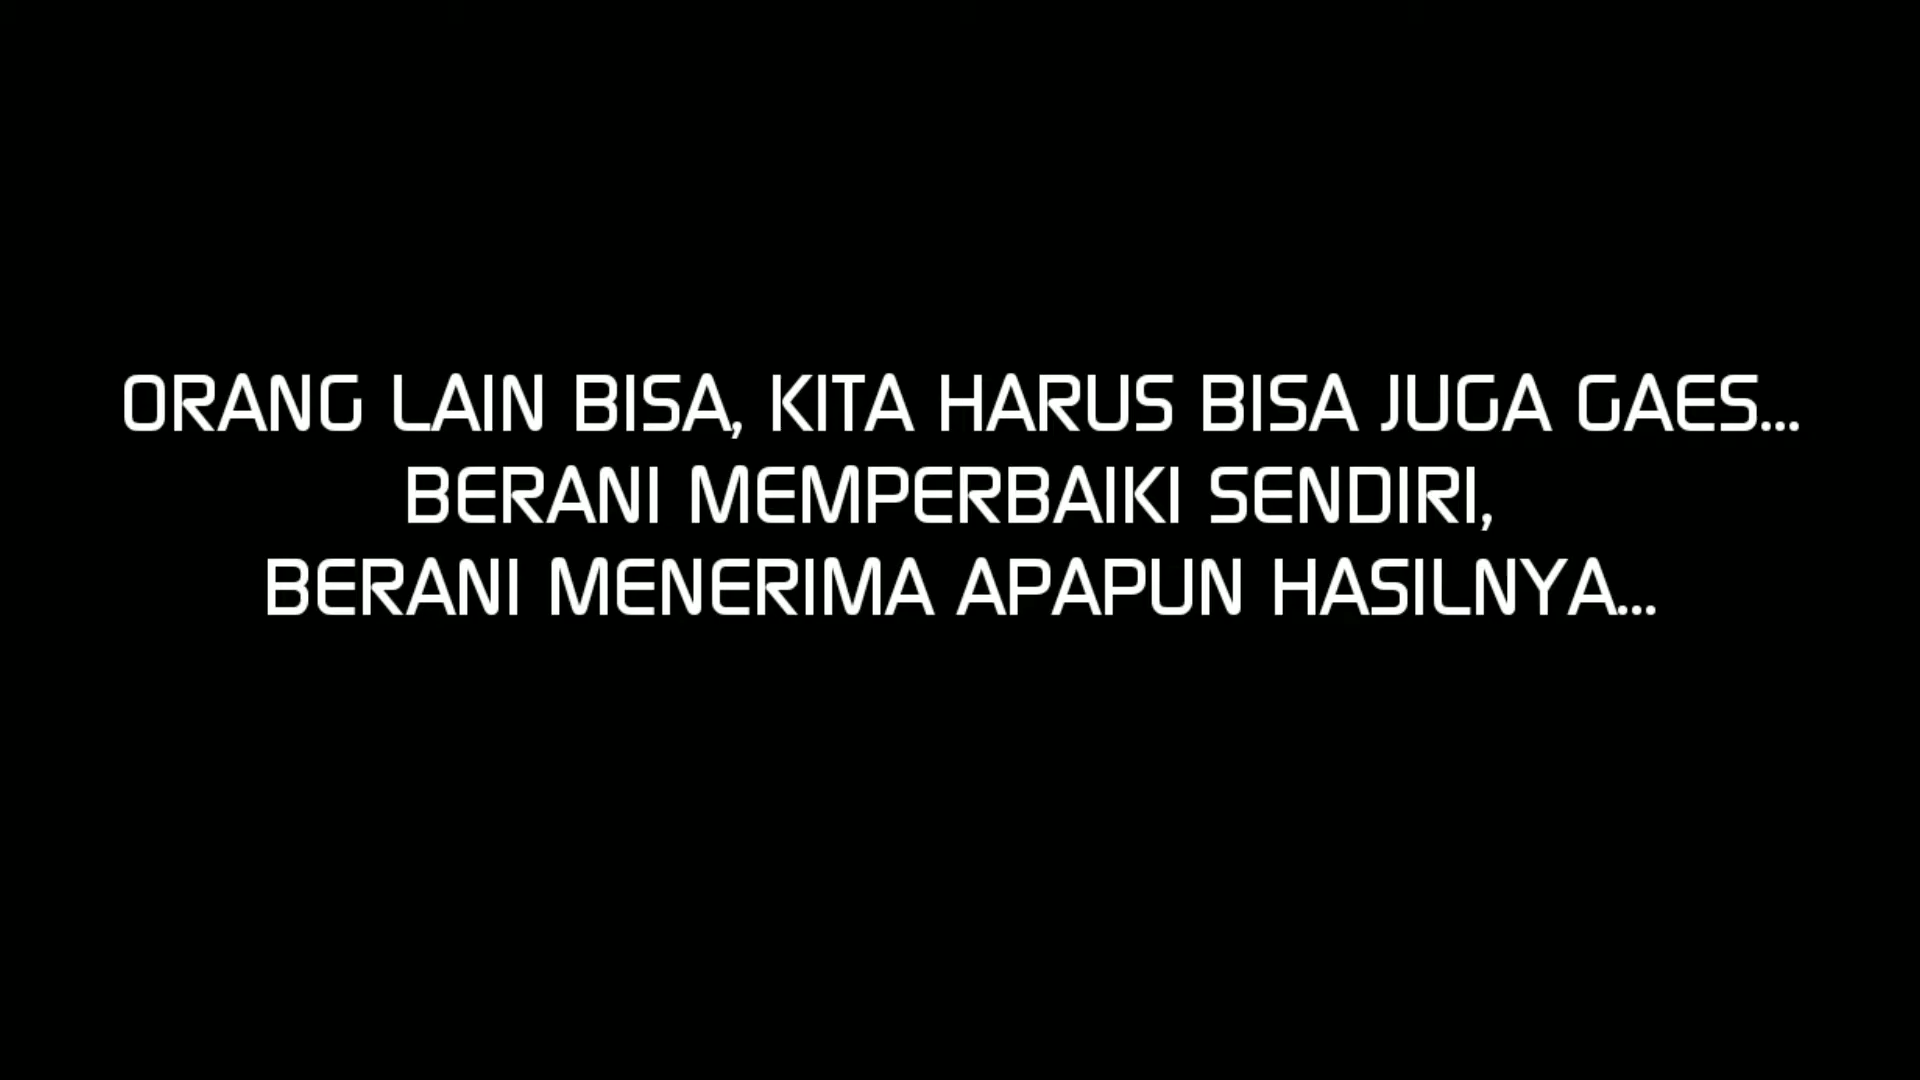 ORANG LAIN BISA, KITA HARUS BISA JUGA GAES...
BERANI MEMPERBAIKI SENDIRI,
BERANI MENERIMA APAPUN HASILNYA...